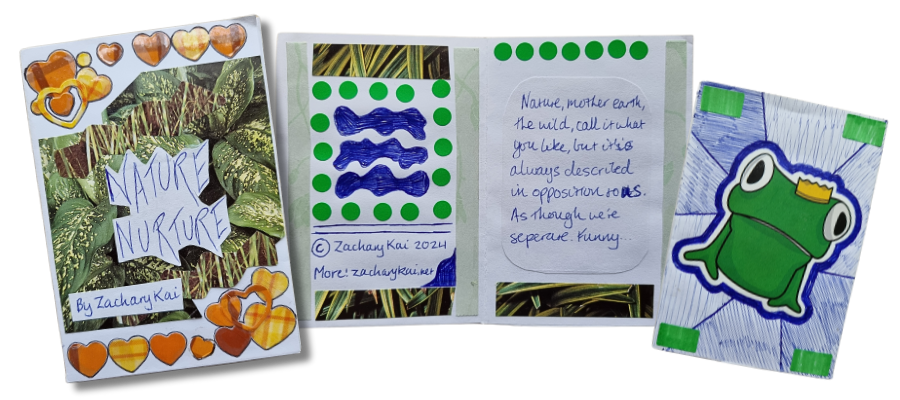 NATURE
NURTURE
By Zachary Kai
© Zachary Kai 2024
More: zacharykai.net
Nature, mother earth,
the wild, call it what
you like, but it's
always described
in opposition to us.
As though we're
seperate. Funny...